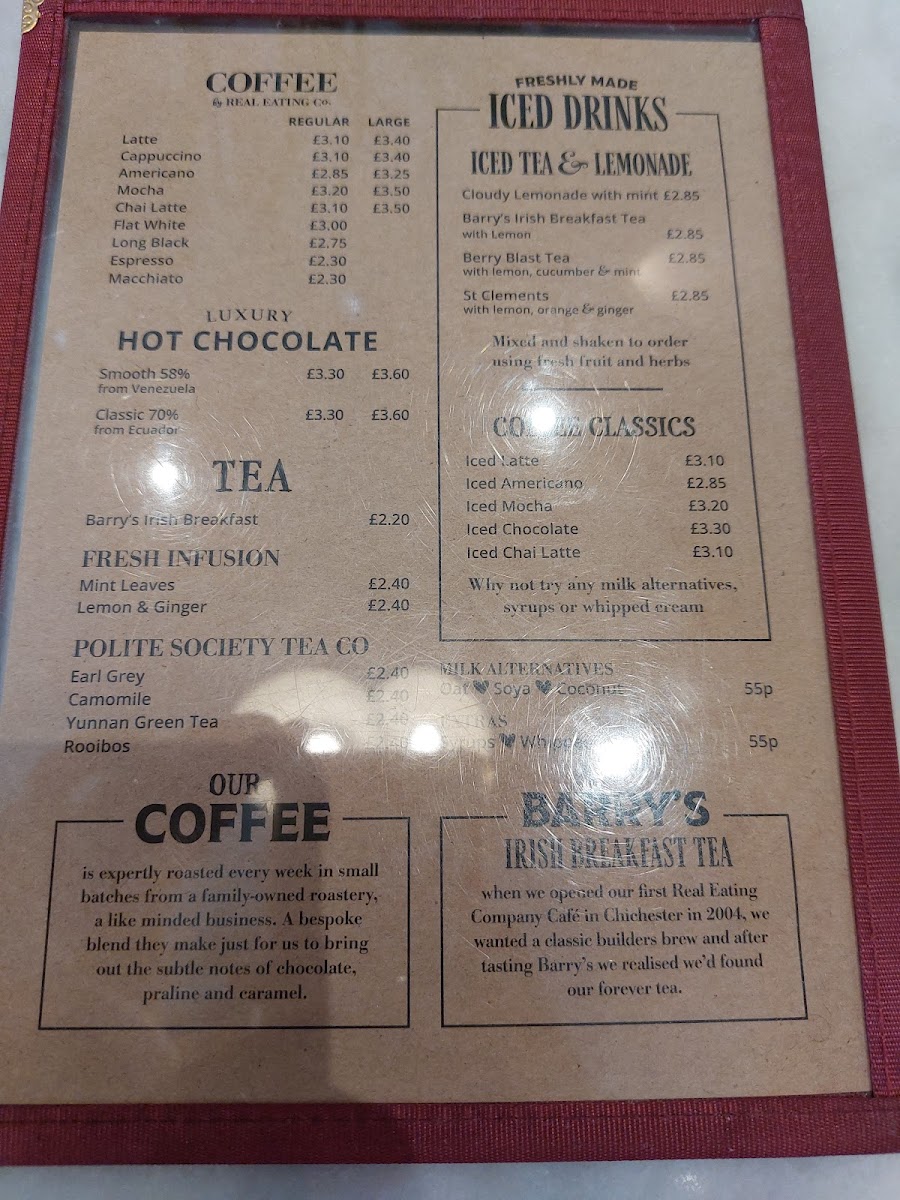 COFFEE
by REAL EATING Co.
REGULAR LARGE
Latte £3.10 £3.40
Cappuccino £3.10 £3.40
Americano £2.85 £3.25
Mocha £3.20 £3.50
Chai Latte £3.10 £3.50
Flat White £3.00
Long Black £2.75
Espresso £2.30
Macchiato £2.30
LUXURY
HOT CHOCOLATE
Smooth 58% £3.30 £3.60
from Venezuela
Classic 70% £3.30 £3.60
from Ecuador
TEA
Barry's Irish Breakfast £2.20
FRESH INFUSION
Mint Leaves £2.40
Lemon & Ginger £2.40
POLITE SOCIETY TEA CO
Earl Grey £2.40
Camomile £2.40
Yunnan Green Tea £2.40
Rooibos £2.40
OUR
COFFEE
is expertly roasted every week in small
batches from a family-owned roastery,
a like minded business. A bespoke
blend they make just for us to bring
out the subtle notes of chocolate,
praline and caramel.
FRESHLY MADE
ICED DRINKS
ICED TEA & LEMONADE
Cloudy Lemonade with mint £2.85
Barry's Irish Breakfast Tea
with Lemon £2.85
Berry Blast Tea £2.85
with lemon, cucumber & mint
St Clements £2.85
with lemon, orange & ginger
Mixed and shaken to order
using fresh fruit and herbs
COFFEE CLASSICS
Iced Latte £3.10
Iced Americano £2.85
Iced Mocha £3.20
Iced Chocolate £3.30
Iced Chai Latte £3.10
Why not try any milk alternatives,
syrups or whipped cream
MILK ALTERNATIVES
Oat Soya Coconut 55p
EXTRAS
Syrups Whipped 55p
BARRY'S
IRISH BREAKFAST TEA
when we opened our first Real Eating
Company Café in Chichester in 2004, we
wanted a classic builders brew and after
tasting Barry's we realised we'd found
our forever tea.